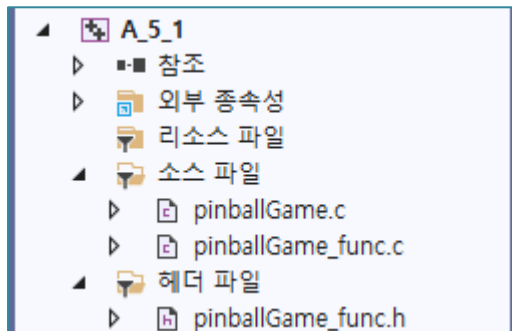 A_5_1
참조
외부 종속성
리소스 파일
소스 파일
pinballGame.c
pinballGame_func.c
헤더 파일
pinballGame_func.h